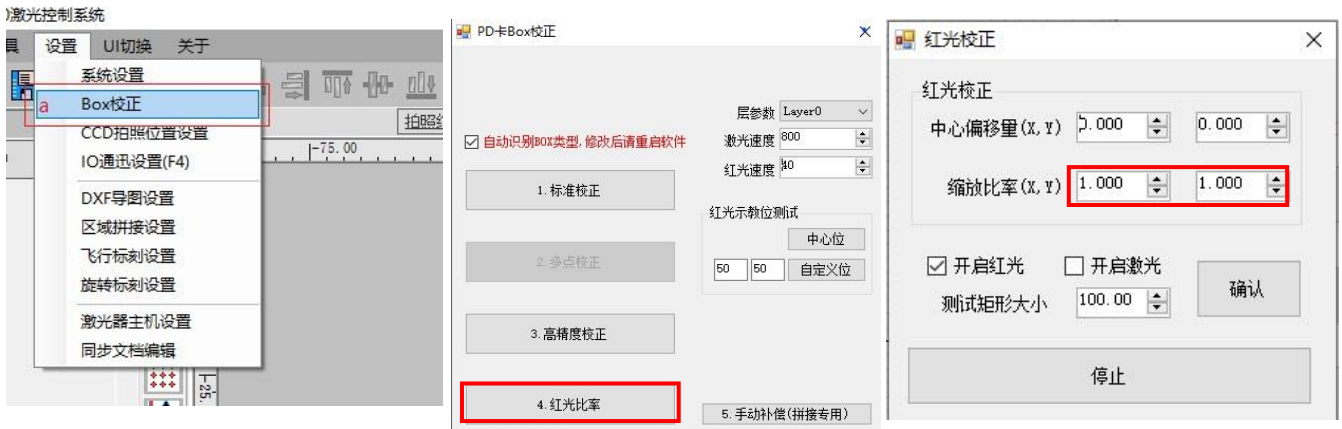 激光控制系统
具 设置 UI切换 关于
系统设置
a Box校正
CCD拍照位置设置
IO通讯设置(F4)
DXF导图设置
区域拼接设置
飞行标刻设置
旋转标刻设置
激光器主机设置
同步文档编辑
-75.00
-25.
PD卡Box校正
自动识别BOX类型,修改后请重启软件
层参数 Layer0
激光速度 800
红光速度 40
1.标准校正
红光示教位测试
中心位
2.多点校正
50 50 自定义位
3.高精度校正
4.红光比率
5.手动补偿(拼接专用)
红光校正
红光校正
中心偏移量(X, Y) 0.000 0.000
缩放比率(X, Y) 1.000 1.000
开启红光 开启激光
测试矩形大小 100.00
确认
停止